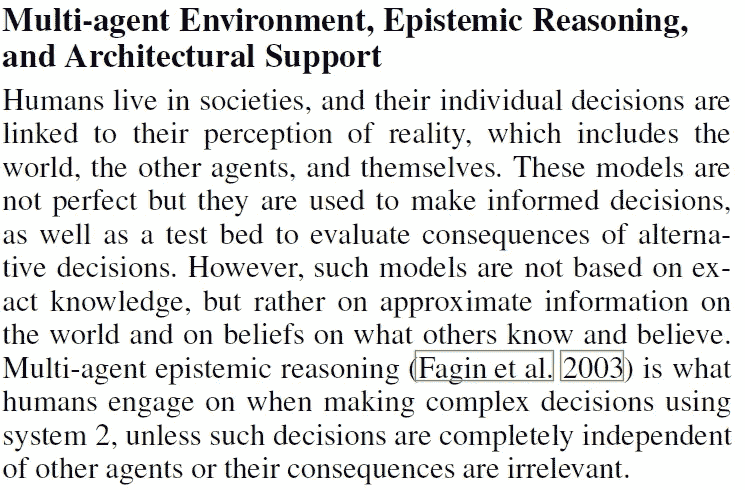 Multi-agent Environment, Epistemic Reasoning,
and Architectural Support
Humans live in societies, and their individual decisions are
linked to their perception of reality, which includes the
world, the other agents, and themselves. These models are
not perfect but they are used to make informed decisions,
as well as a test bed to evaluate consequences of alterna-
tive decisions. However, such models are not based on ex-
act knowledge, but rather on approximate information on
the world and on beliefs on what others know and believe.
Multi-agent epistemic reasoning (Fagin et al. 2003) is what
humans engage on when making complex decisions using
system 2, unless such decisions are completely independent
of other agents or their consequences are irrelevant.